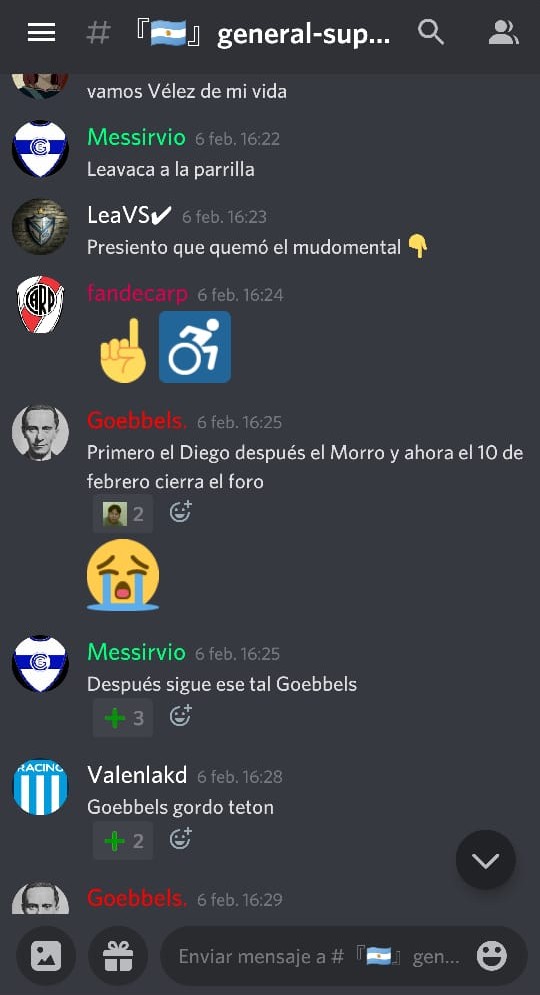 # 『🇦🇷』 general-sup...
vamos Vélez de mi vida
Messirvio 6 feb. 16:22
Leavaca a la parrilla
LeaVS✔ 6 feb. 16:23
Presiento que quemó el mudomental 👇
fandecarp 6 feb. 16:24
☝♿
Goebbels. 6 feb. 16:25
Primero el Diego después el Morro y ahora el 10 de
febrero cierra el foro
2
😭
Messirvio 6 feb. 16:25
Después sigue ese tal Goebbels
3
RACING
Valenlakd 6 feb. 16:28
Goebbels gordo teton
2
Goebbels. 6 feb. 16:29
Enviar mensaje a # 『🇦🇷』 gen...